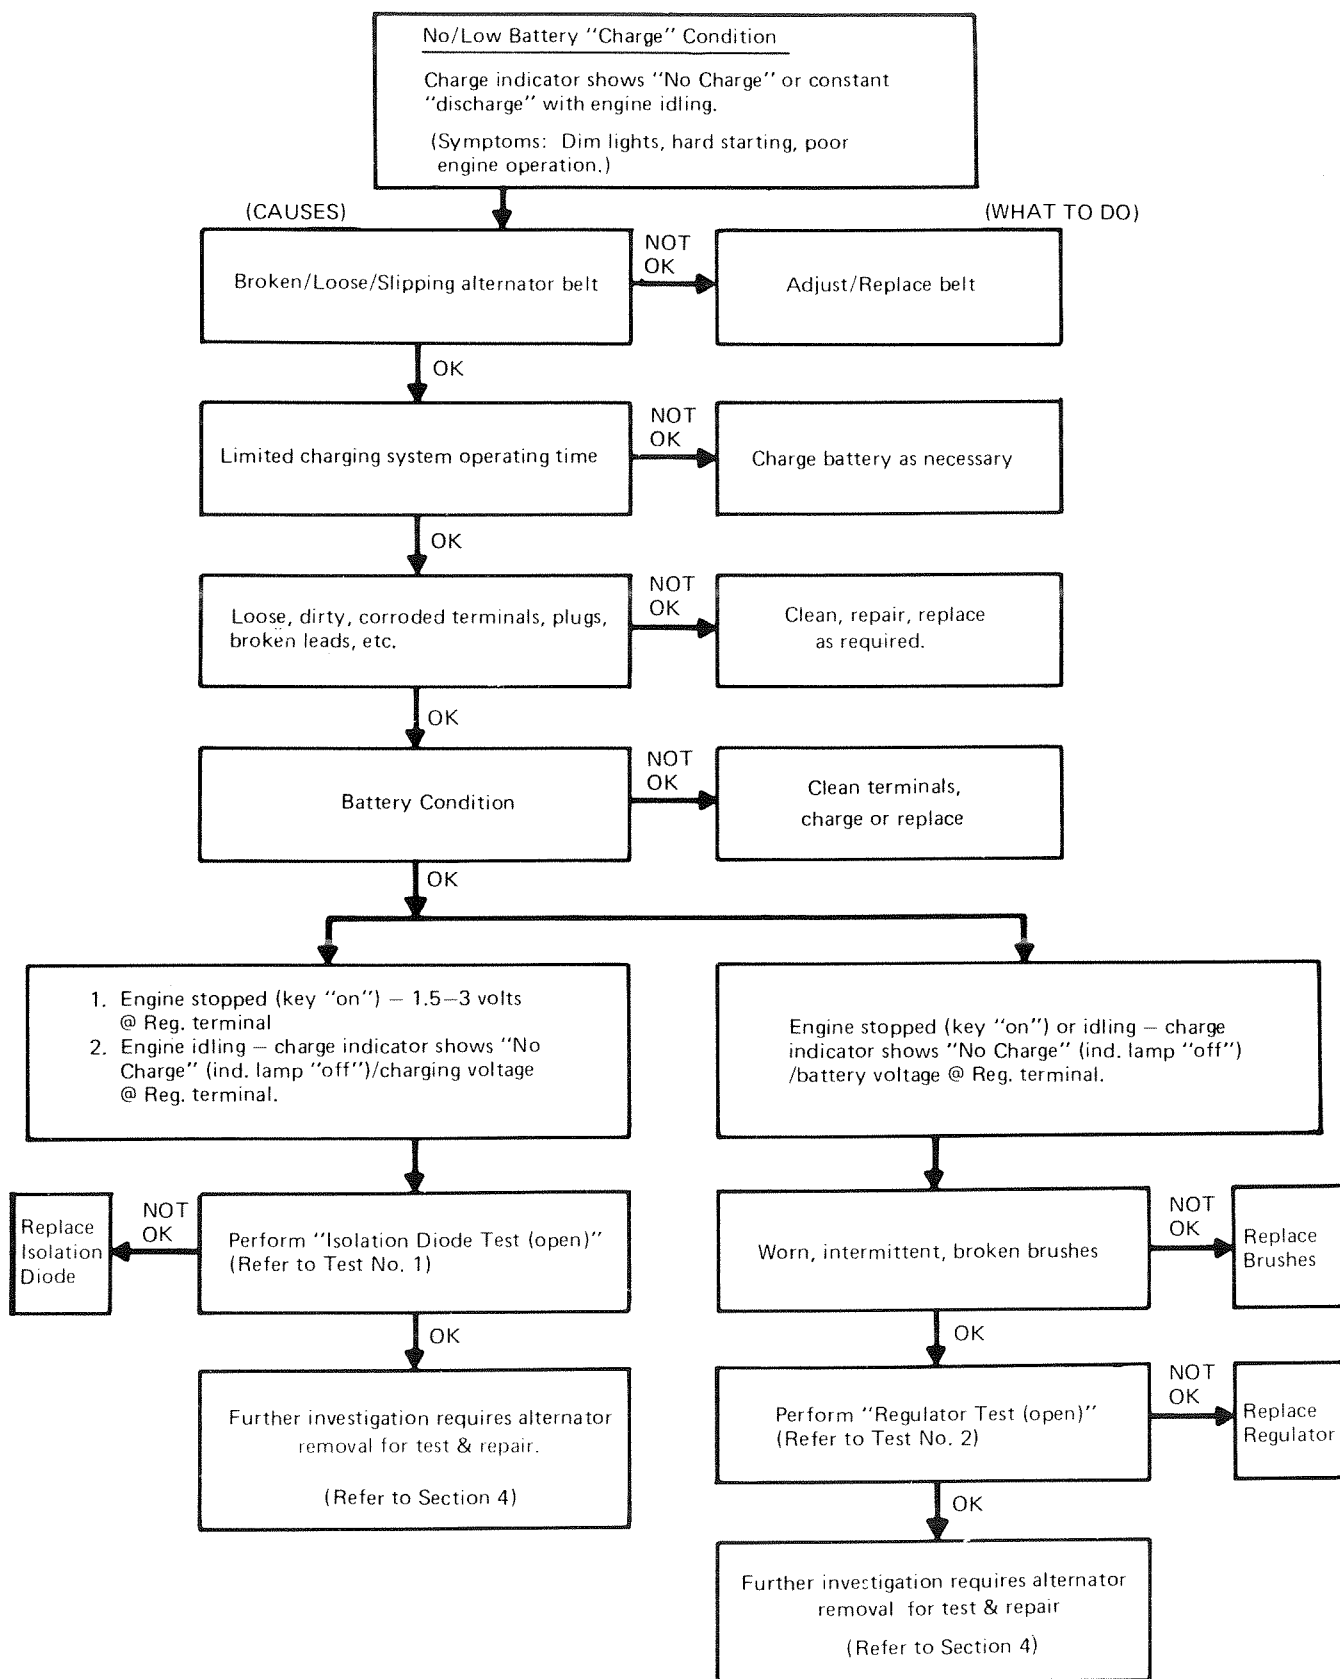 No/Low Battery "Charge" Condition
Charge indicator shows "No Charge" or constant
"discharge" with engine idling.
(Symptoms: Dim lights, hard starting, poor
engine operation.)
(CAUSES)
(WHAT TO DO)
Broken/Loose/Slipping alternator belt
NOT
OK
Adjust/Replace belt
OK
Limited charging system operating time
NOT
OK
Charge battery as necessary
OK
Loose, dirty, corroded terminals, plugs,
broken leads, etc.
NOT
OK
Clean, repair, replace
as required.
OK
Battery Condition
NOT
OK
Clean terminals,
charge or replace
OK
1. Engine stopped (key "on") – 1.5–3 volts
@ Reg. terminal
2. Engine idling – charge indicator shows "No
Charge" (ind. lamp "off")/charging voltage
@ Reg. terminal.
Engine stopped (key "on") or idling – charge
indicator shows "No Charge" (ind. lamp "off")
/battery voltage @ Reg. terminal.
Replace
Isolation
Diode
NOT
OK
Perform "Isolation Diode Test (open)"
(Refer to Test No. 1)
OK
Further investigation requires alternator
removal for test & repair.
(Refer to Section 4)
Worn, intermittent, broken brushes
NOT
OK
Replace
Brushes
OK
Perform "Regulator Test (open)"
(Refer to Test No. 2)
NOT
OK
Replace
Regulator
OK
Further investigation requires alternator
removal for test & repair
(Refer to Section 4)